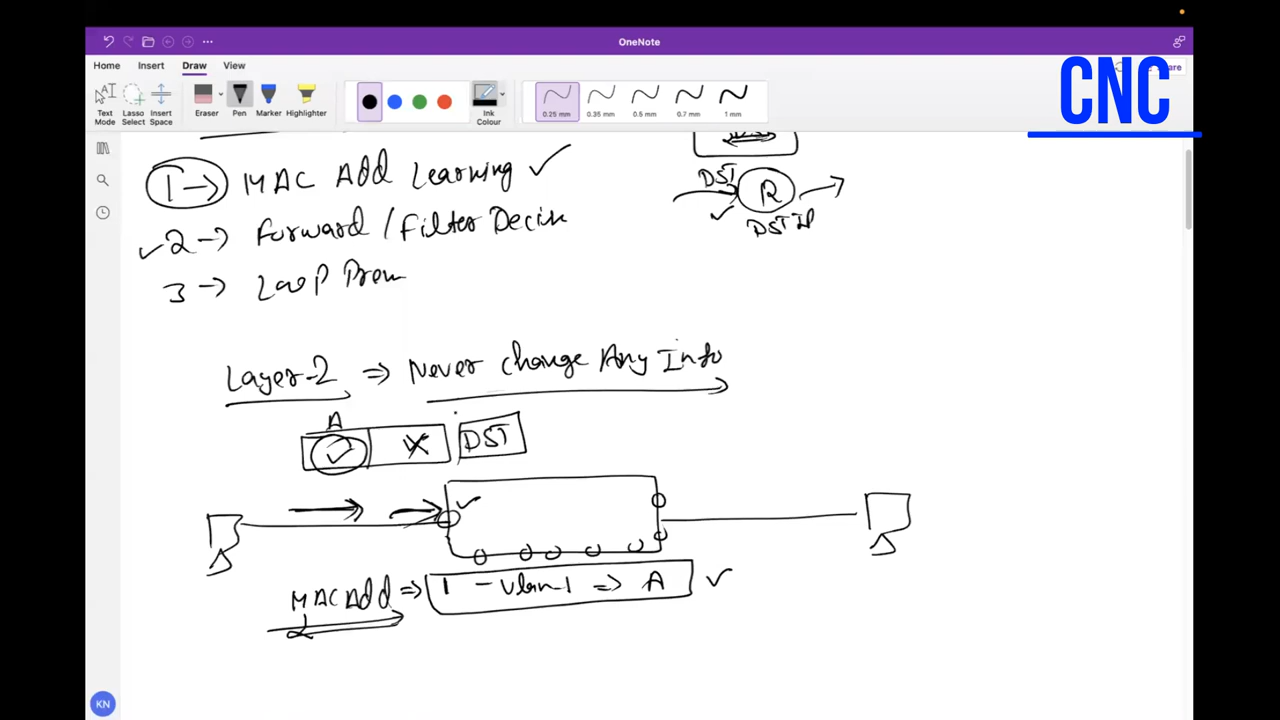 OneNote
CNC
Home Insert Draw View
Share
Text Mode
Lasso Select
Insert Space
Eraser
Pen
Marker
Highlighter
Ink Colour
0.25 mm
0.35 mm
0.5 mm
0.7 mm
1 mm
1 → MAC Add Learning ✓
✓ 2 → Forward / Filter Decisi
3 → Loop Prev
DST
R
DST IP
Layer-2 ⇒ Never Change Any Info
A
DST
MAC Add ⇒ 1 - Vlan-1 ⇒ A ✓
KN